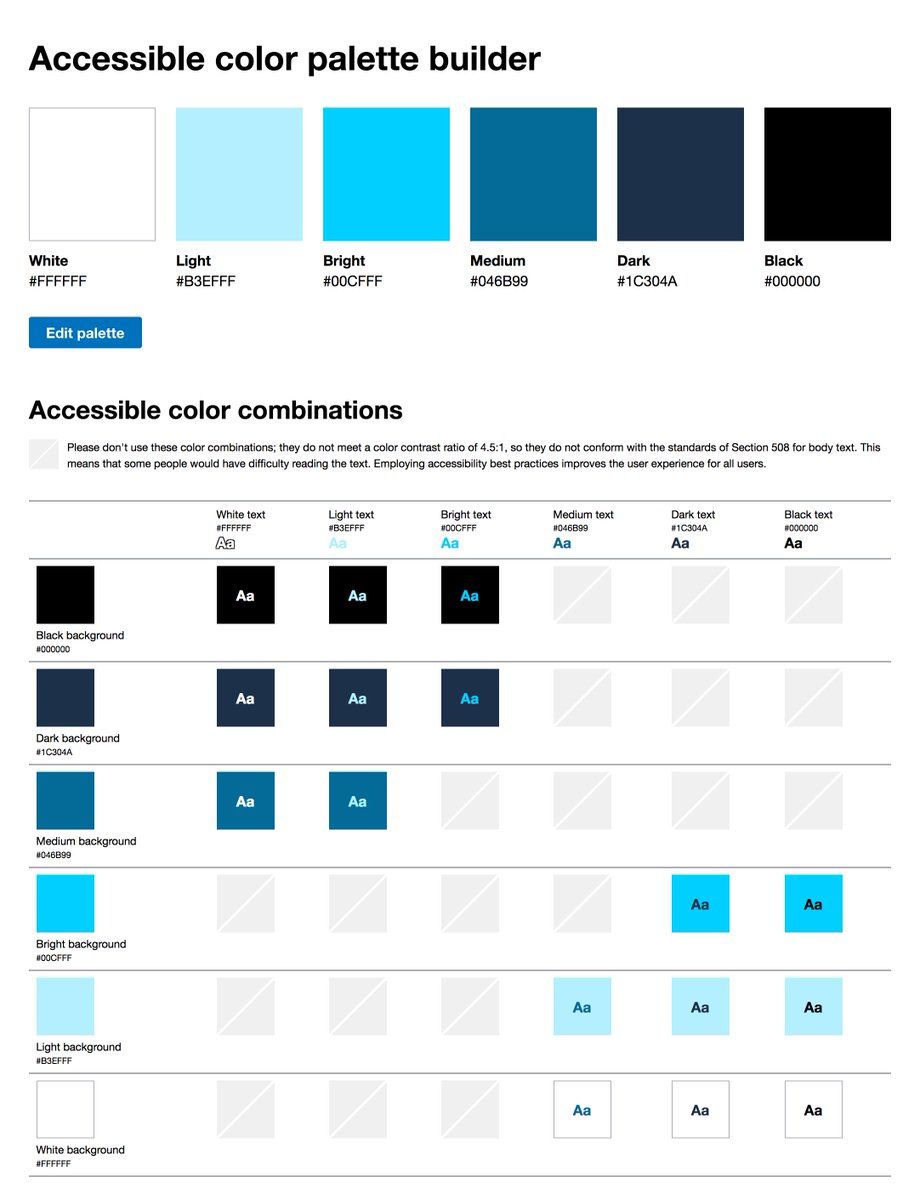 Accessible color palette builder
White
#FFFFFF
Light
#B3EFFF
Bright
#00CFFF
Medium
#046B99
Dark
#1C304A
Black
#000000
Edit palette
Accessible color combinations
Please don't use these color combinations; they do not meet a color contrast ratio of 4.5:1, so they do not conform with the standards of Section 508 for body text. This
means that some people would have difficulty reading the text. Employing accessibility best practices improves the user experience for all users.
White text
#FFFFFF
Aa
Light text
#B3EFFF
Aa
Bright text
#00CFFF
Aa
Medium text
#046B99
Aa
Dark text
#1C304A
Aa
Black text
#000000
Aa
Aa Aa Aa
Black background
#000000
Aa Aa Aa
Dark background
#1C304A
Aa Aa
Medium background
#046B99
Aa Aa
Bright background
#00CFFF
Aa Aa Aa
Light background
#B3EFFF
Aa Aa Aa
White background
#FFFFFF